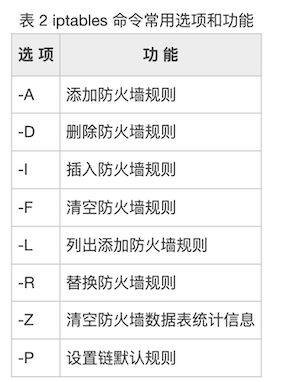 表 2 iptables 命令常用选项和功能
选 项 功 能
-A 添加防火墙规则
-D 删除防火墙规则
-I 插入防火墙规则
-F 清空防火墙规则
-L 列出添加防火墙规则
-R 替换防火墙规则
-Z 清空防火墙数据表统计信息
-P 设置链默认规则